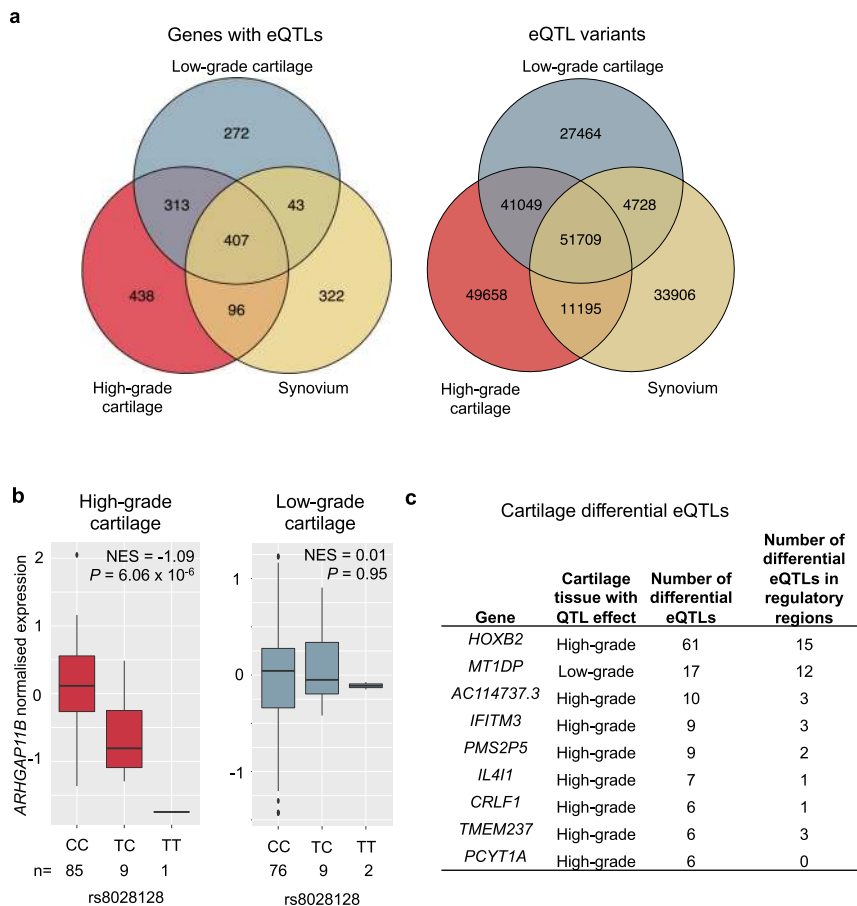 a
Genes with eQTLs
Low-grade cartilage
272
313
43
407
438
96
322
High-grade
cartilage
Synovium
eQTL variants
Low-grade cartilage
27464
41049
4728
51709
49658
11195
33906
High-grade
cartilage
Synovium
b
High-grade
cartilage
NES = -1.09
P = 6.06 x 10⁻⁶
ARHGAP11B normalised expression
2
1
0
-1
CC TC TT
n= 85 9 1
rs8028128
Low-grade
cartilage
NES = 0.01
P = 0.95
1
0
-1
CC TC TT
76 9 2
rs8028128
c
Cartilage differential eQTLs
Gene
Cartilage
tissue with
QTL effect
Number of
differential
eQTLs
Number of
differential
eQTLs in
regulatory
regions
HOXB2 High-grade 61 15
MT1DP Low-grade 17 12
AC114737.3 High-grade 10 3
IFITM3 High-grade 9 3
PMS2P5 High-grade 9 2
IL4I1 High-grade 7 1
CRLF1 High-grade 6 1
TMEM237 High-grade 6 3
PCYT1A High-grade 6 0